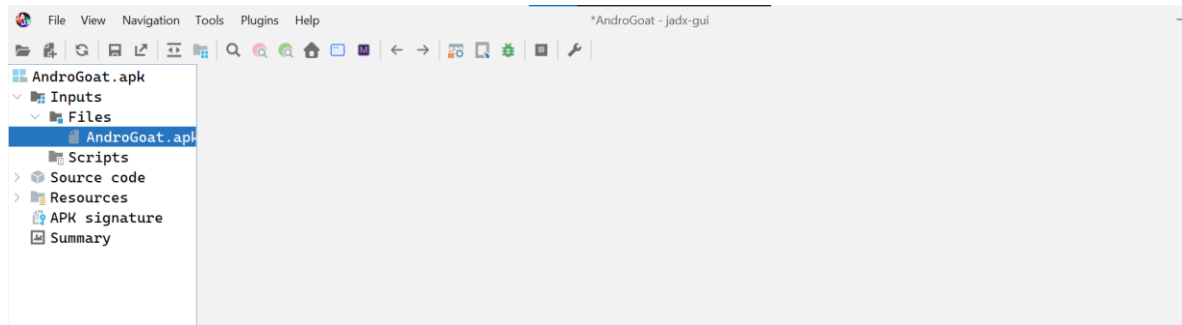 File View Navigation Tools Plugins Help *AndroGoat - jadx-gui
M
AndroGoat.apk
Inputs
Files
AndroGoat.apk
Scripts
Source code
Resources
APK signature
Summary